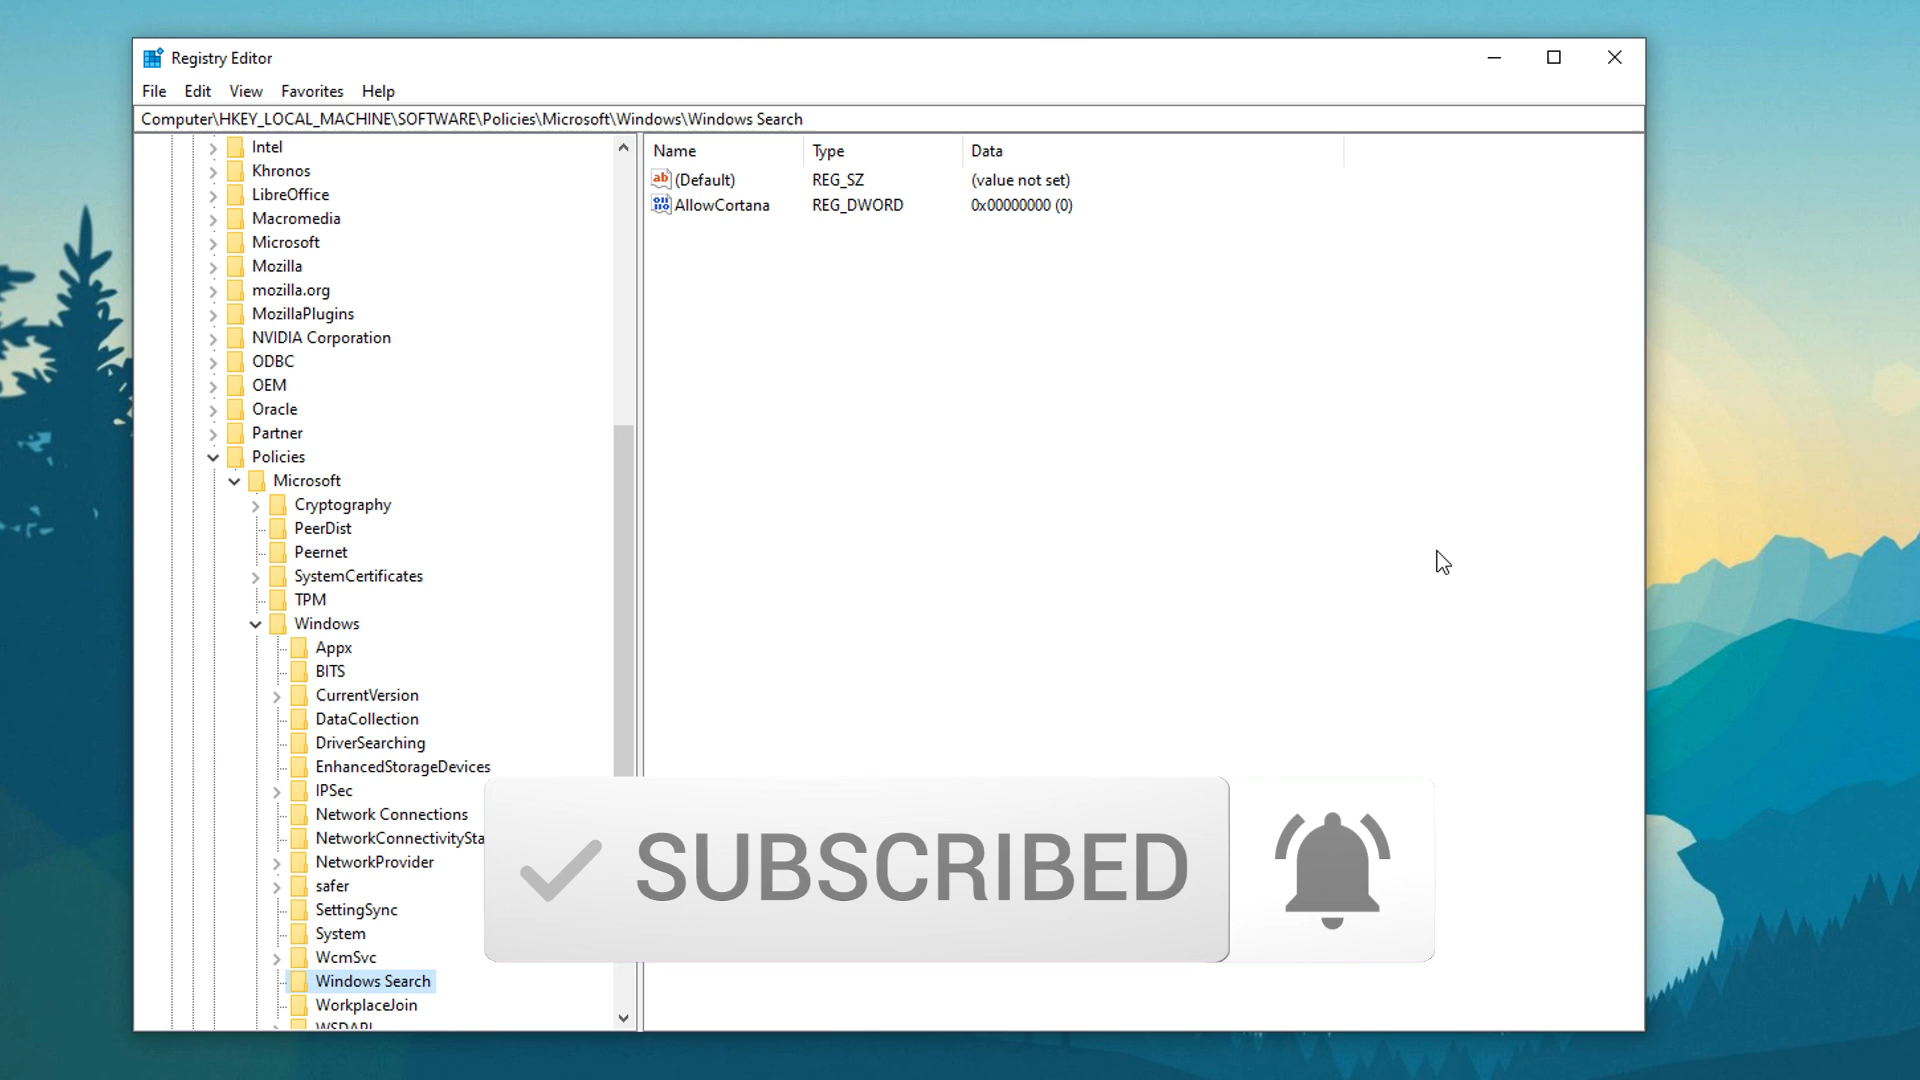 Registry Editor
File Edit View Favorites Help
Computer\HKEY_LOCAL_MACHINE\SOFTWARE\Policies\Microsoft\Windows\Windows Search
Intel
Khronos
LibreOffice
Macromedia
Microsoft
Mozilla
mozilla.org
MozillaPlugins
NVIDIA Corporation
ODBC
OEM
Oracle
Partner
Policies
Microsoft
Cryptography
PeerDist
Peernet
SystemCertificates
TPM
Windows
Appx
BITS
CurrentVersion
DataCollection
DriverSearching
EnhancedStorageDevices
IPSec
Network Connections
NetworkConnectivitySta
NetworkProvider
safer
SettingSync
System
WcmSvc
Windows Search
WorkplaceJoin
WSDAPI
Name Type Data
(Default) REG_SZ (value not set)
AllowCortana REG_DWORD 0x00000000 (0)
SUBSCRIBED